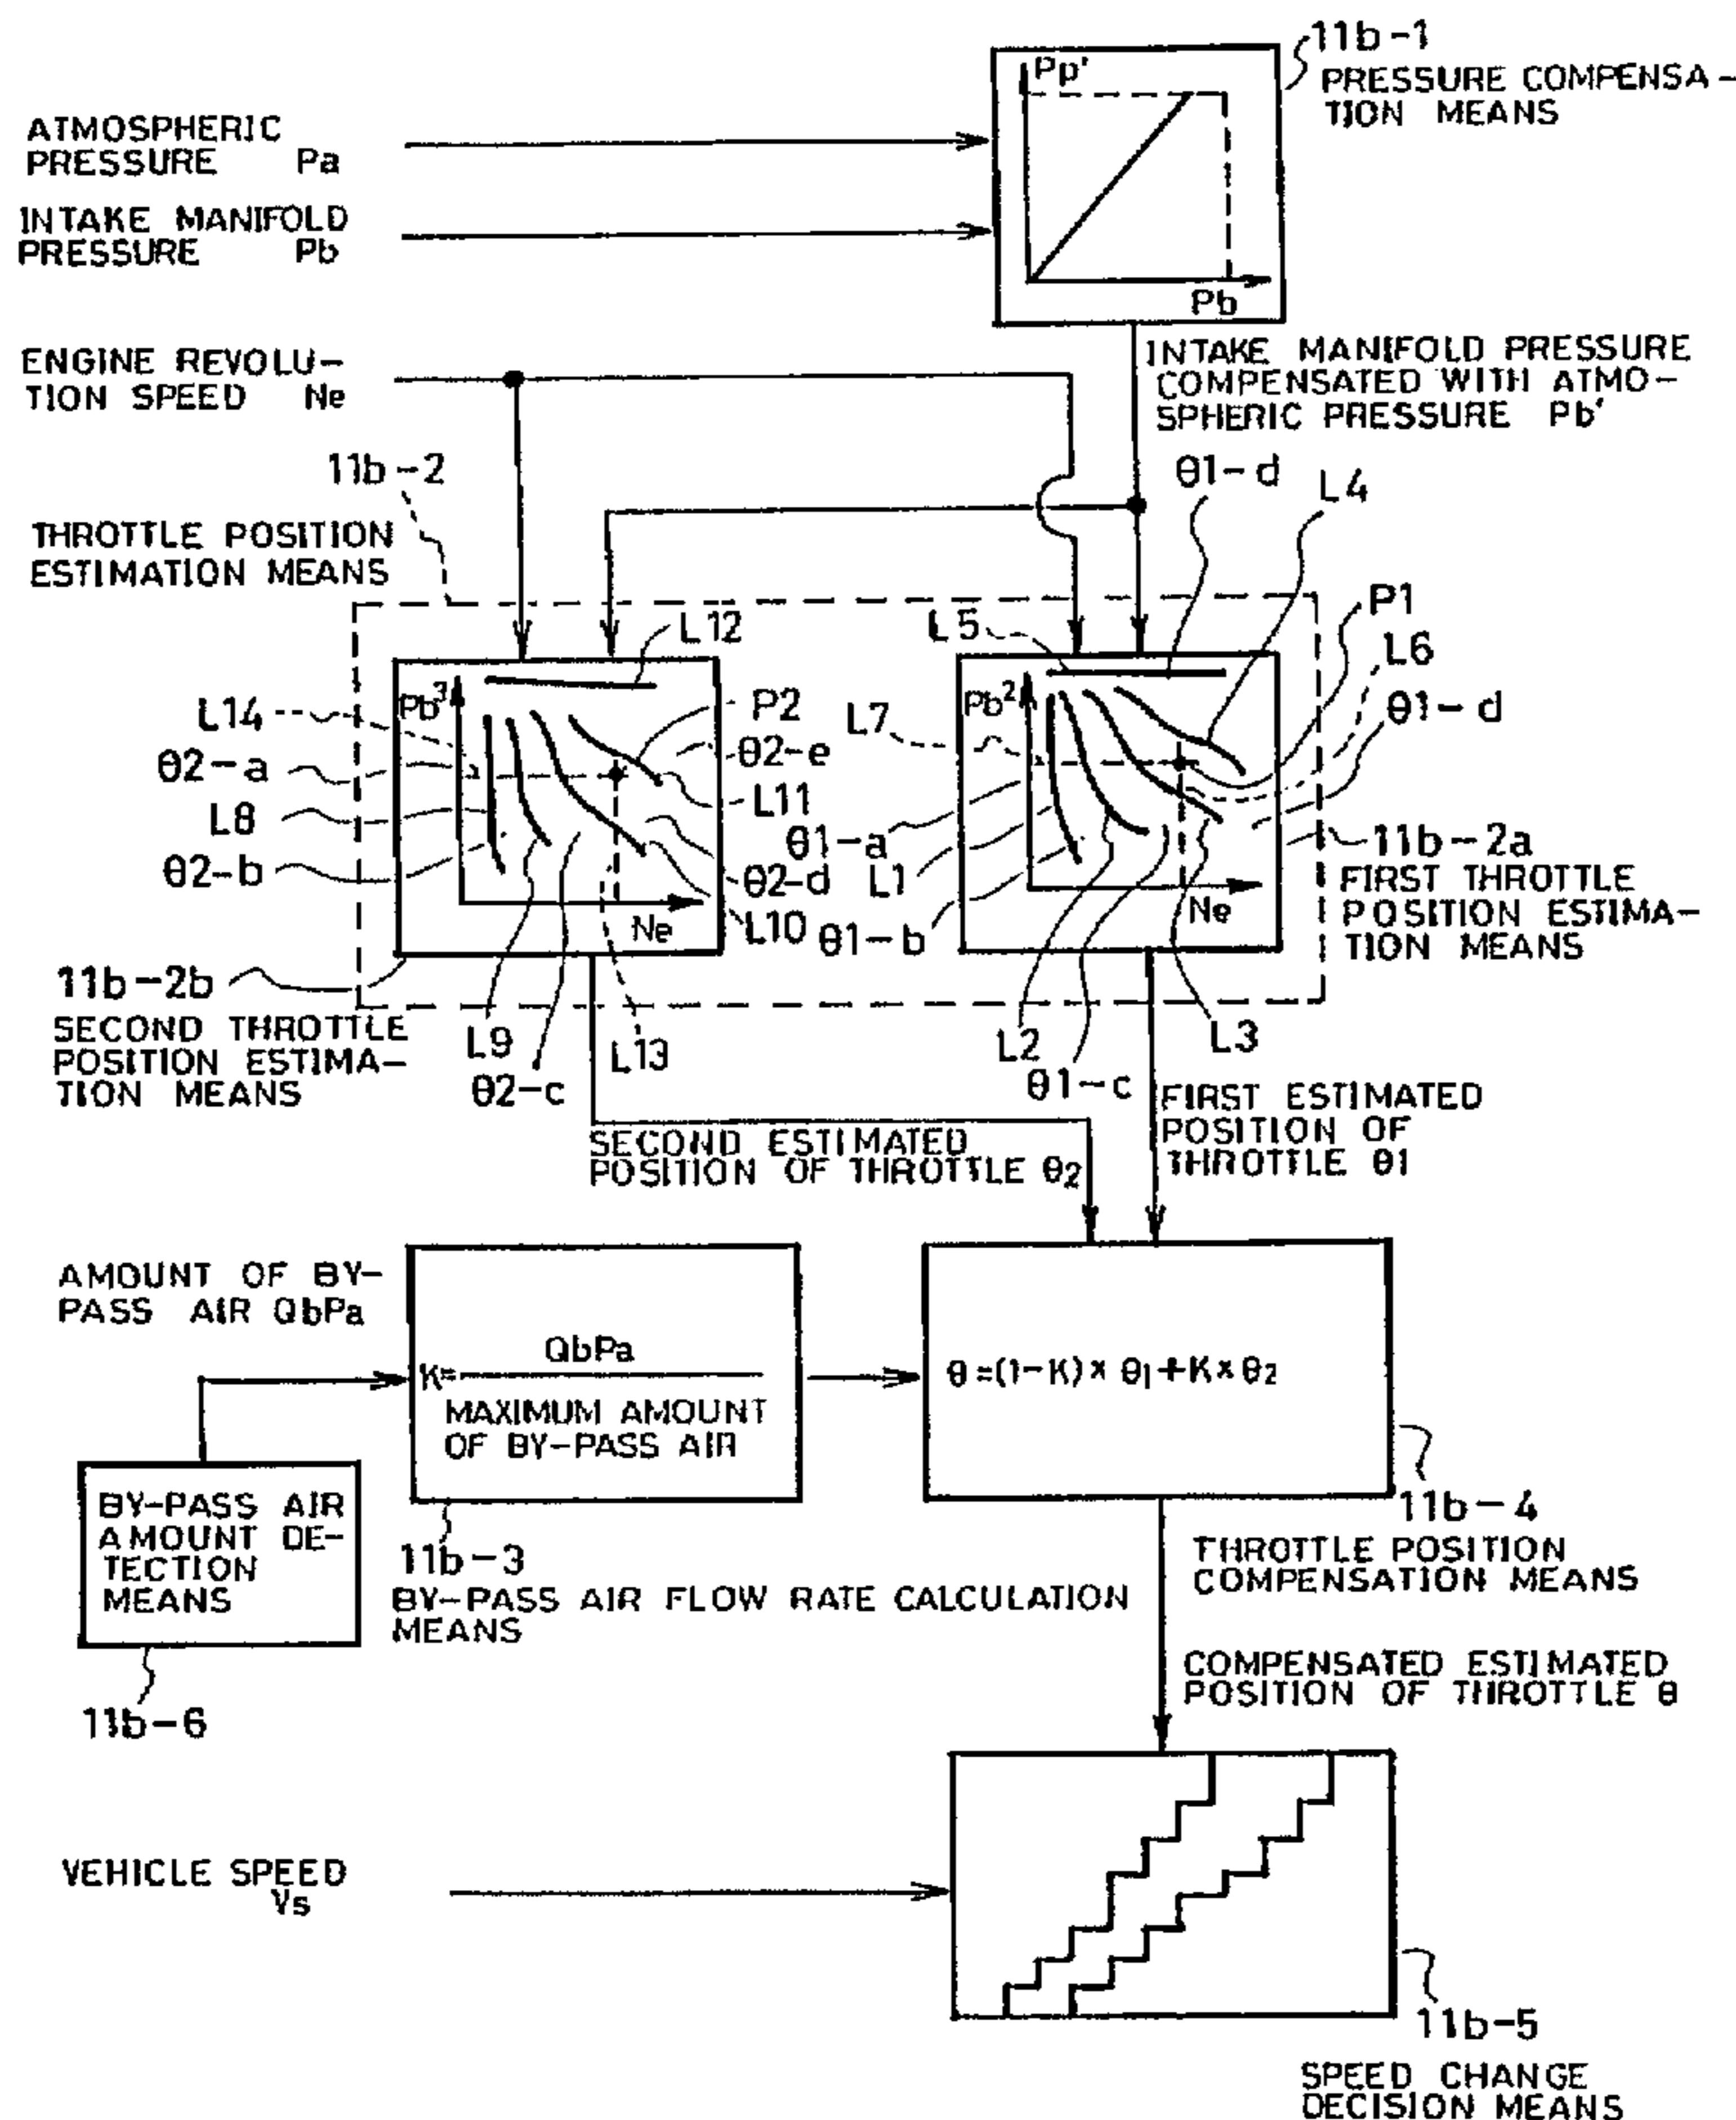 11b-1
PRESSURE COMPENSA-
TION MEANS
Pp'
Pb
ATMOSPHERIC
PRESSURE Pa
INTAKE MANIFOLD
PRESSURE Pb
ENGINE REVOLU-
TION SPEED Ne
INTAKE MANIFOLD PRESSURE
COMPENSATED WITH ATMO-
SPHERIC PRESSURE Pb'
11b-2
THROTTLE POSITION
ESTIMATION MEANS
θ1-d
L4
P1
L6
θ1-d
L12
L5
L14
Pb3
P2
θ2-e
L7
Pb2
θ2-a
L8
L11
θ1-a
11b-2a
θ2-b
θ2-d
L1
FIRST THROTTLE
POSITION ESTIMA-
TION MEANS
Ne
L10
θ1-b
Ne
11b-2b
SECOND THROTTLE
POSITION ESTIMA-
TION MEANS
L9
θ2-c
L13
L2
θ1-c
L3
FIRST ESTIMATED
POSITION OF
THROTTLE θ1
SECOND ESTIMATED
POSITION OF THROTTLE θ2
AMOUNT OF BY-
PASS AIR QbPa
K= QbPa
MAXIMUM AMOUNT
OF BY-PASS AIR
θ=(1-K)× θ1+K×θ2
BY-PASS AIR
AMOUNT DE-
TECTION
MEANS
11b-3
BY-PASS AIR FLOW RATE CALCULATION
MEANS
11b-4
THROTTLE POSITION
COMPENSATION MEANS
11b-6
COMPENSATED ESTIMATED
POSITION OF THROTTLE θ
VEHICLE SPEED
Vs
11b-5
SPEED CHANGE
DECISION MEANS